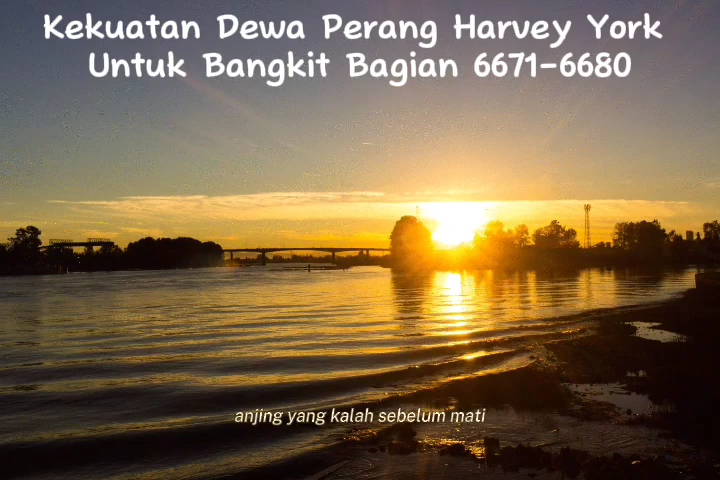 Kekuatan Dewa Perang Harvey York
Untuk Bangkit Bagian 6671-6680
anjing yang kalah sebelum mati